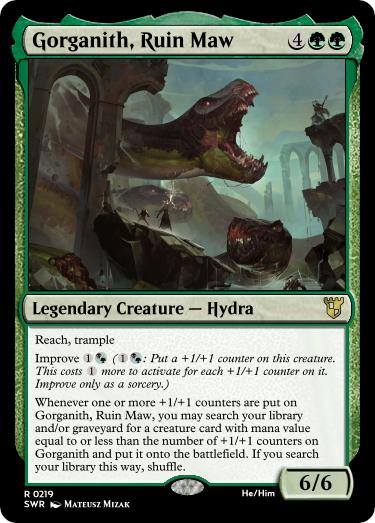 Gorganith, Ruin Maw 4
Legendary Creature — Hydra
Reach, trample
Improve 1 (1: Put a +1/+1 counter on this creature.
This costs 1 more to activate for each +1/+1 counter on it.
Improve only as a sorcery.)
Whenever one or more +1/+1 counters are put on
Gorganith, Ruin Maw, you may search your library
and/or graveyard for a creature card with mana value
equal to or less than the number of +1/+1 counters on
Gorganith and put it onto the battlefield. If you search
your library this way, shuffle.
6/6
R 0219
He/Him
SWR Mateusz Mizak